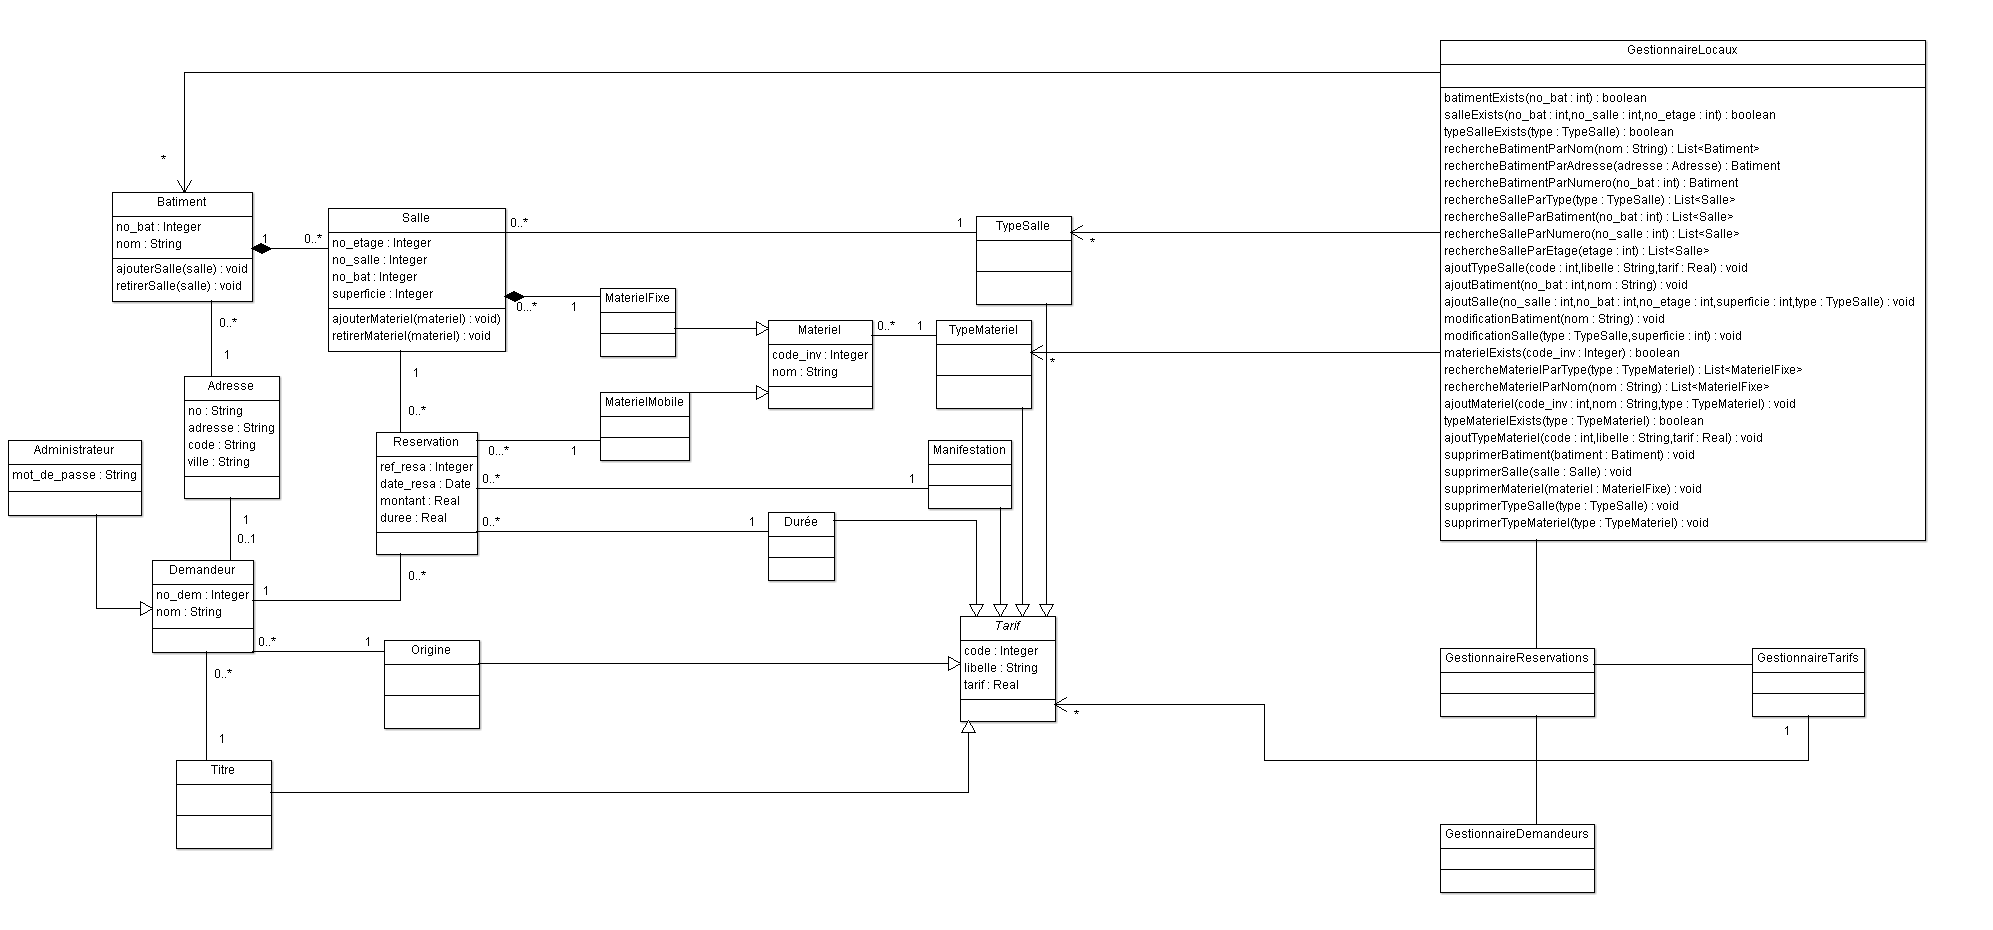 GestionnaireLocaux
batimentExists(no_bat : int) : boolean
salleExists(no_bat : int,no_salle : int,no_etage : int) : boolean
typeSalleExists(type : TypeSalle) : boolean
rechercheBatimentParNom(nom : String) : List<Batiment>
rechercheBatimentParAdresse(adresse : Adresse) : Batiment
rechercheBatimentParNumero(no_bat : int) : Batiment
rechercheSalleParType(type : TypeSalle) : List<Salle>
rechercheSalleParBatiment(no_bat : int) : List<Salle>
rechercheSalleParNumero(no_salle : int) : List<Salle>
rechercheSalleParEtage(etage : int) : List<Salle>
ajoutTypeSalle(code : int,libelle : String,tarif : Real) : void
ajoutBatiment(no_bat : int,nom : String) : void
ajoutSalle(no_salle : int,no_bat : int,no_etage : int,superficie : int,type : TypeSalle) : void
modificationBatiment(nom : String) : void
modificationSalle(type : TypeSalle,superficie : int) : void
materielExists(code_inv : Integer) : boolean
rechercheMaterielParType(type : TypeMateriel) : List<MaterielFixe>
rechercheMaterielParNom(nom : String) : List<MaterielFixe>
ajoutMateriel(code_inv : int,nom : String,type : TypeMateriel) : void
typeMaterielExists(type : TypeMateriel) : boolean
ajoutTypeMateriel(code : int,libelle : String,tarif : Real) : void
supprimerBatiment(batiment : Batiment) : void
supprimerSalle(salle : Salle) : void
supprimerMateriel(materiel : MaterielFixe) : void
supprimerTypeSalle(type : TypeSalle) : void
supprimerTypeMateriel(type : TypeMateriel) : void
*
Batiment
no_bat : Integer
nom : String
ajouterSalle(salle) : void
retirerSalle(salle) : void
1
0..*
Salle
no_etage : Integer
no_salle : Integer
no_bat : Integer
superficie : Integer
ajouterMateriel(materiel) : void)
retirerMateriel(materiel) : void
0..*
1
TypeSalle
*
0...*
1
MaterielFixe
Materiel
code_inv : Integer
nom : String
0..*
1
TypeMateriel
*
0..*
1
Adresse
no : String
adresse : String
code : String
ville : String
1
0..*
MaterielMobile
Reservation
ref_resa : Integer
date_resa : Date
montant : Real
duree : Real
0...*
1
0..*
1
Manifestation
0..*
1
Durée
Administrateur
mot_de_passe : String
1
0..1
Demandeur
no_dem : Integer
nom : String
1
0..*
0..*
1
Origine
0..*
1
Titre
Tarif
code : Integer
libelle : String
tarif : Real
*
GestionnaireReservations
GestionnaireTarifs
1
GestionnaireDemandeurs